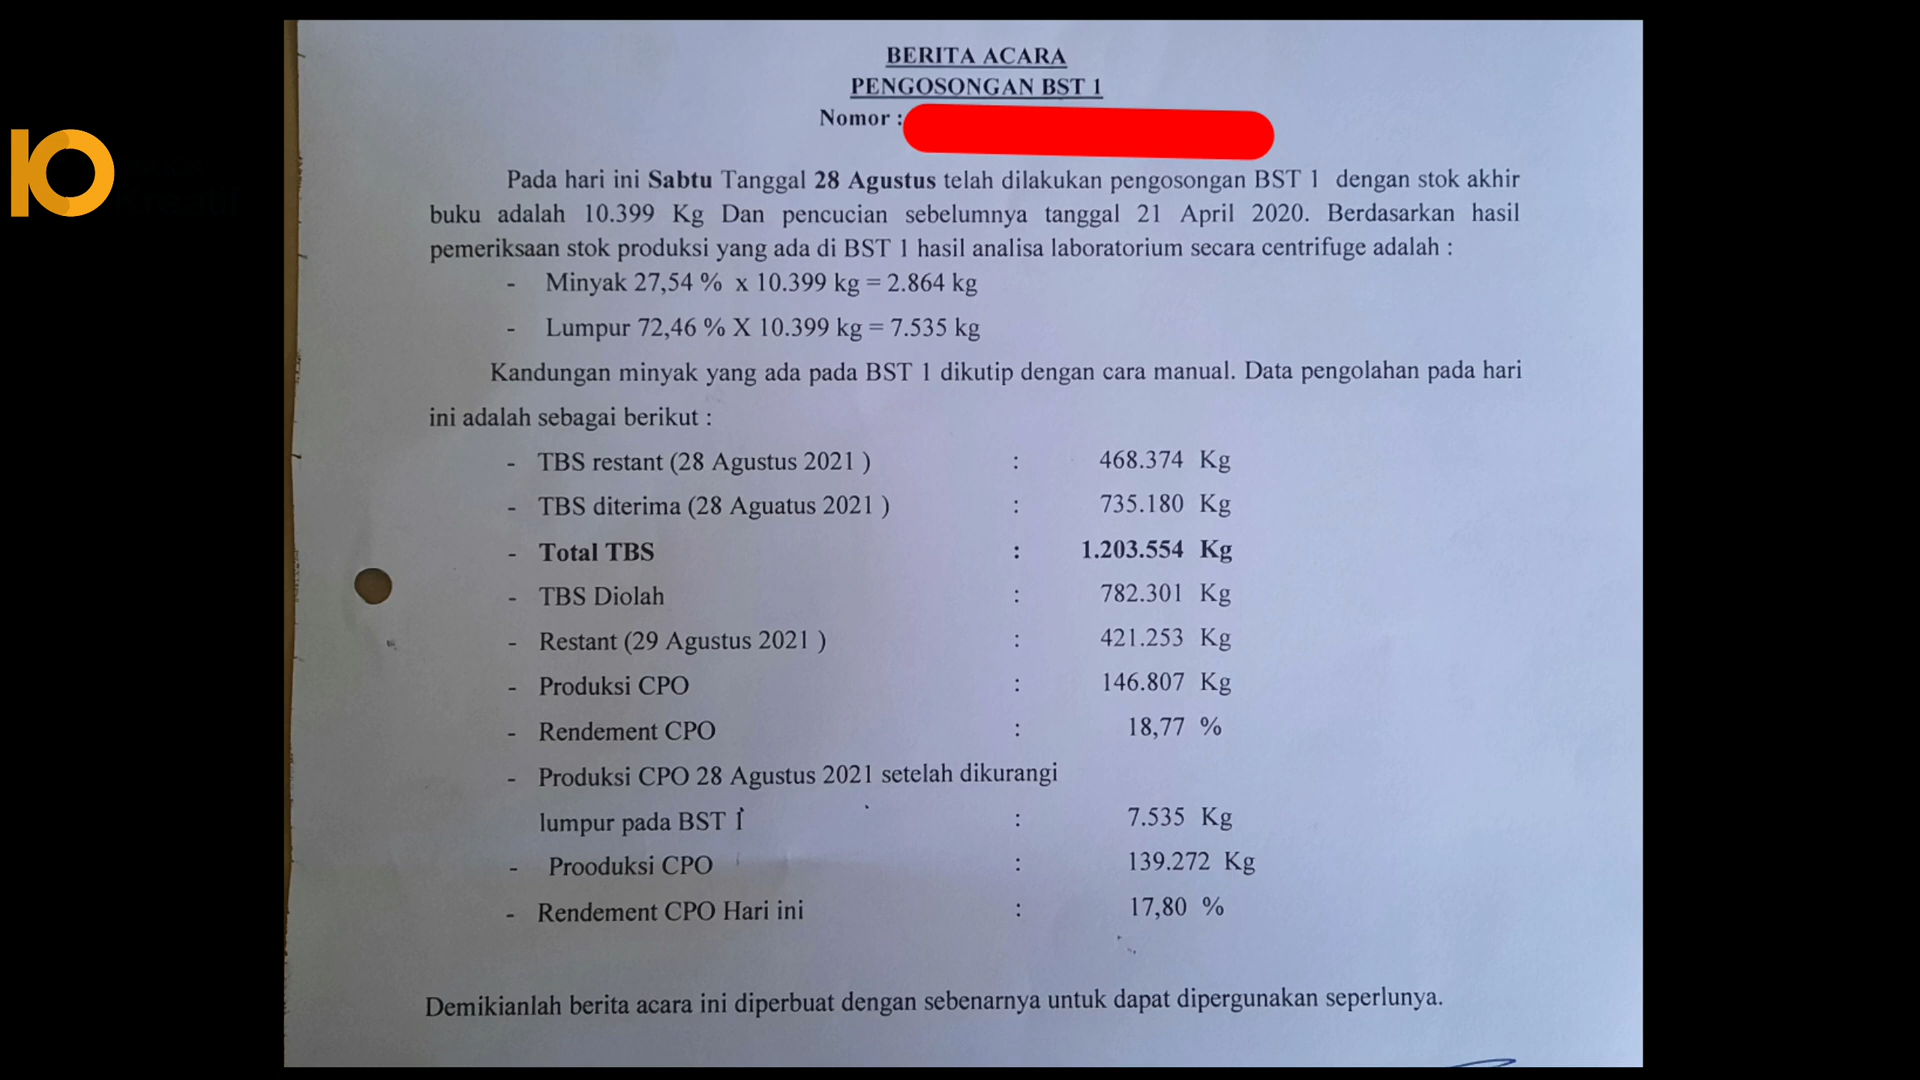 BERITA ACARA
PENGOSONGAN BST 1
Nomor :
Pada hari ini Sabtu Tanggal 28 Agustus telah dilakukan pengosongan BST 1 dengan stok akhir
buku adalah 10.399 Kg Dan pencucian sebelumnya tanggal 21 April 2020. Berdasarkan hasil
pemeriksaan stok produksi yang ada di BST 1 hasil analisa laboratorium secara centrifuge adalah :
- Minyak 27,54 % x 10.399 kg = 2.864 kg
- Lumpur 72,46 % X 10.399 kg = 7.535 kg
Kandungan minyak yang ada pada BST 1 dikutip dengan cara manual. Data pengolahan pada hari
ini adalah sebagai berikut :
- TBS restant (28 Agustus 2021 ) : 468.374 Kg
- TBS diterima (28 Aguatus 2021 ) : 735.180 Kg
- Total TBS : 1.203.554 Kg
- TBS Diolah : 782.301 Kg
- Restant (29 Agustus 2021 ) : 421.253 Kg
- Produksi CPO : 146.807 Kg
- Rendement CPO : 18,77 %
- Produksi CPO 28 Agustus 2021 setelah dikurangi
lumpur pada BST 1 : 7.535 Kg
- Prooduksi CPO : 139.272 Kg
- Rendement CPO Hari ini : 17,80 %
Demikianlah berita acara ini diperbuat dengan sebenarnya untuk dapat dipergunakan seperlunya.